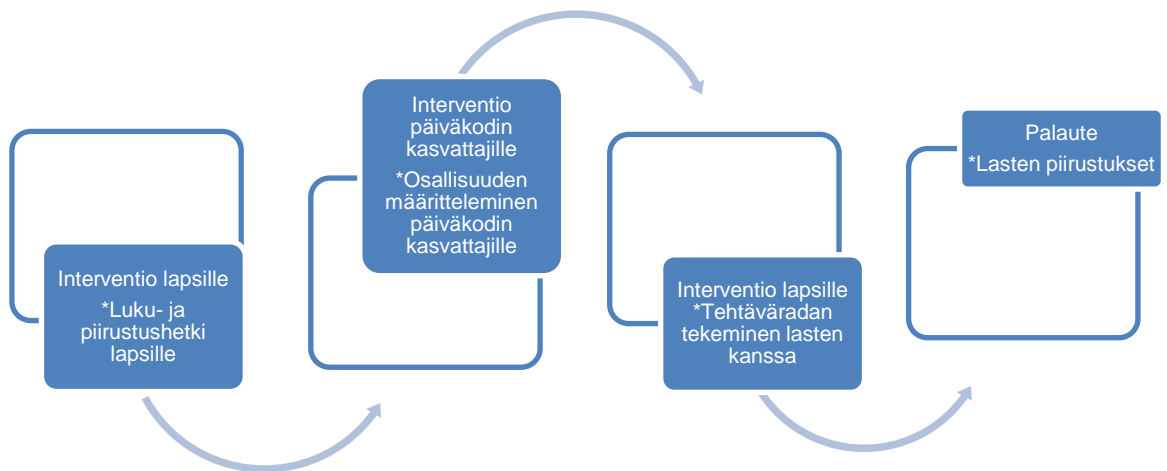 Interventio lapsille
*Luku- ja
piirustushetki
lapsille
Interventio
päiväkodin
kasvattajille
*Osallisuuden
määritteleminen
päiväkodin
kasvattajille
Interventio lapsille
*Tehtäväradan
tekeminen lasten
kanssa
Palaute
*Lasten piirustukset